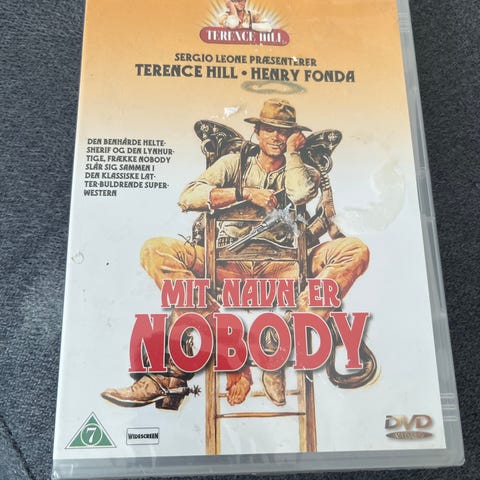 TERENCE HILL
SERGIO LEONE PRÆSENTERER
TERENCE HILL • HENRY FONDA
DEN BENHÅRDE HELTE-
SHERIF OG DEN LYNHUR-
TIGE, FRÆKKE NOBODY
SLÅR SIG SAMMEN I
DEN KLASSISKE LAT-
TER-BULDRENDE SUPER-
WESTERN
MIT NAVN ER
NOBODY
7
WIDESCREEN
DVD